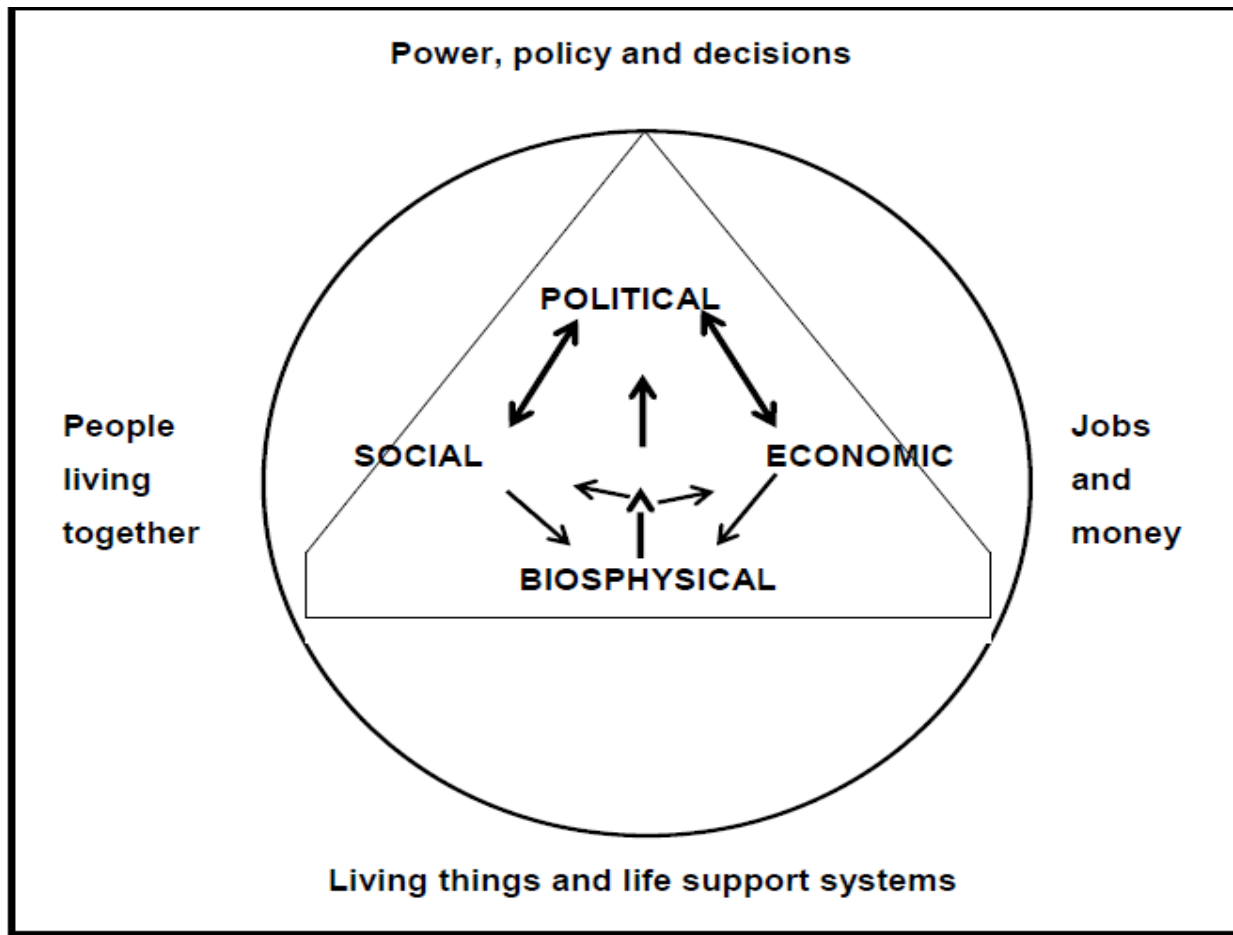 Power, policy and decisions
POLITICAL
People
living
together
SOCIAL
ECONOMIC
Jobs
and
money
BIOSPHYSICAL
Living things and life support systems